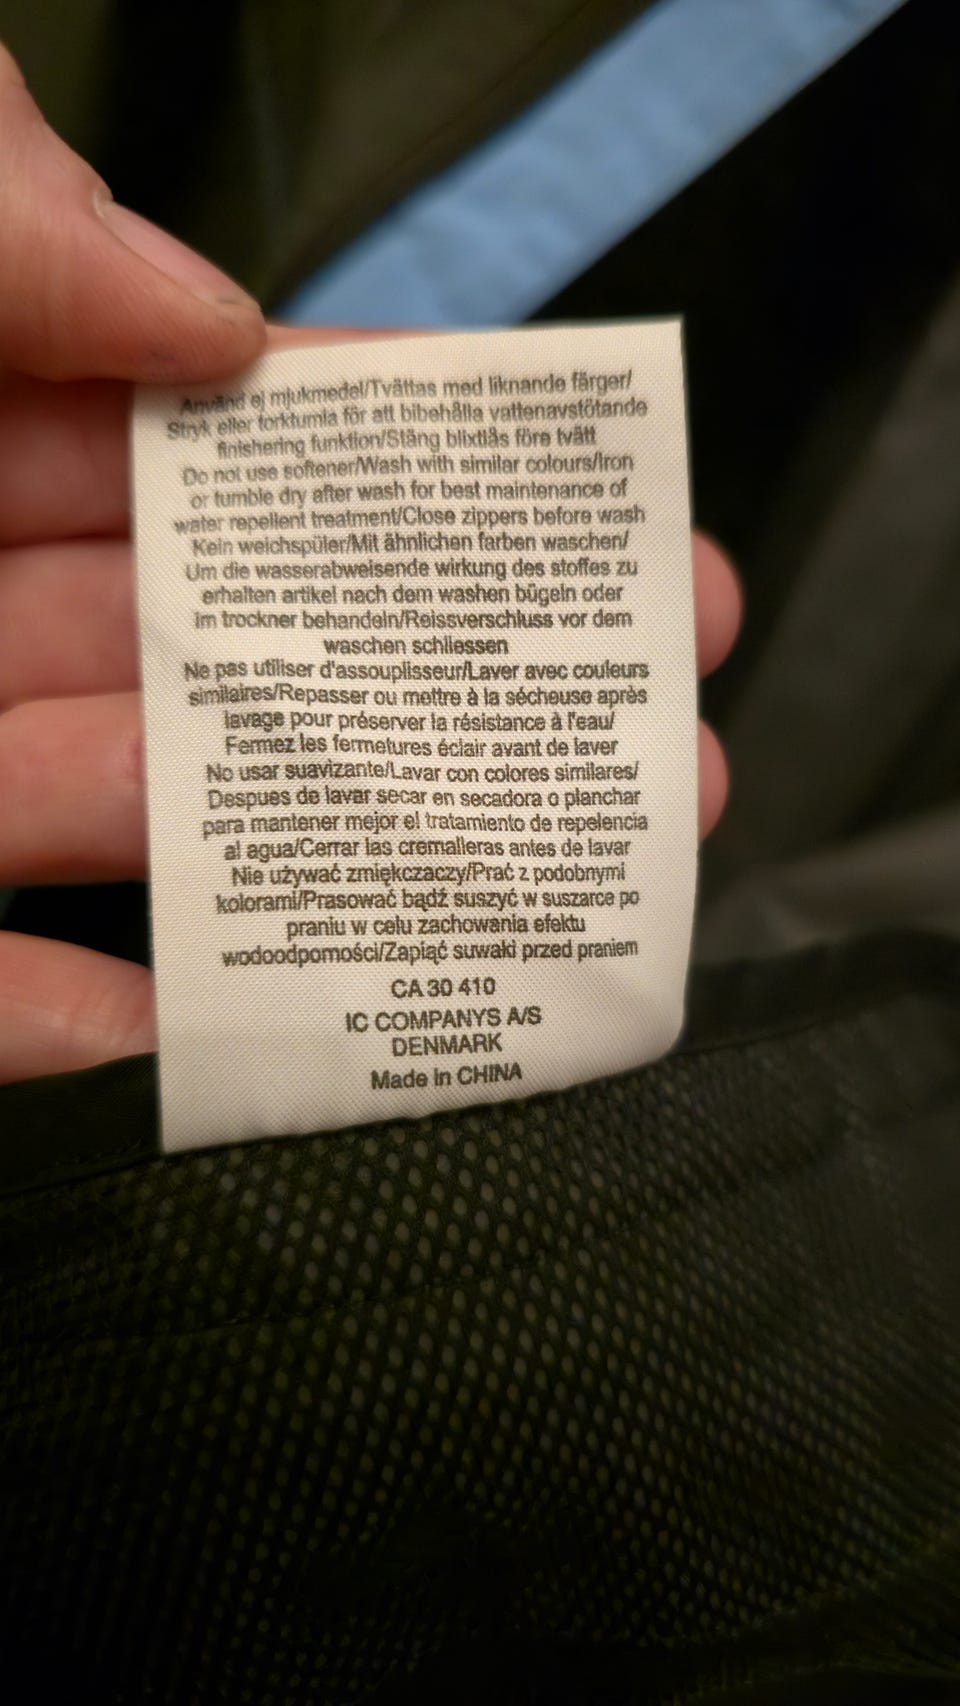 Använd ej mjukmedel/Tvättas med liknande färger/
Stryk eller torktumla för att bibehålla vattenavstötande
finishering funktion/Stäng blixtlås före tvätt
Do not use softener/Wash with similar colours/Iron
or tumble dry after wash for best maintenance of
water repellent treatment/Close zippers before wash
Kein weichspüler/Mit ähnlichen farben waschen/
Um die wasserabweisende wirkung des stoffes zu
erhalten artikel nach dem washen bügeln oder
im trockner behandeln/Reissverschluss vor dem
waschen schliessen
Ne pas utiliser d'assouplisseur/Laver avec couleurs
similaires/Repasser ou mettre à la sécheuse après
lavage pour préserver la résistance à l'eau/
Fermez les fermetures éclair avant de laver
No usar suavizante/Lavar con colores similares/
Despues de lavar secar en secadora o planchar
para mantener mejor el tratamiento de repelencia
al agua/Cerrar las cremalleras antes de lavar
Nie używać zmiękczaczy/Prać z podobnymi
kolorami/Prasować bądź suszyć w suszarce po
praniu w celu zachowania efektu
wodoodpomości/Zapiąć suwaki przed praniem
CA 30 410
IC COMPANYS A/S
DENMARK
Made in CHINA